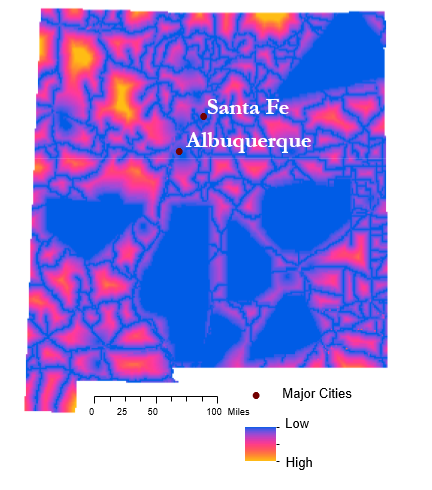 Santa Fe
Albuquerque
Major Cities
0 25 50 100 Miles
Low
High